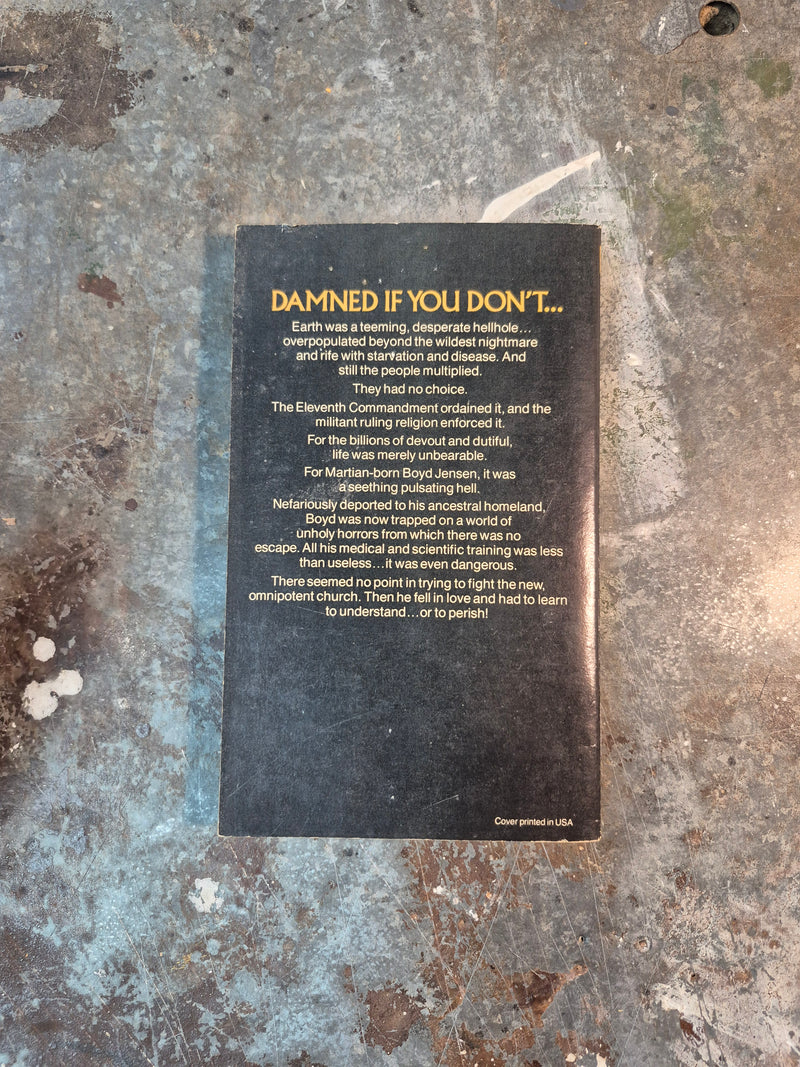 DAMNED IF YOU DON'T...
Earth was a teeming, desperate hellhole...
overpopulated beyond the wildest nightmare
and rife with starvation and disease. And
still the people multiplied.
They had no choice.
The Eleventh Commandment ordained it, and the
militant ruling religion enforced it.
For the billions of devout and dutiful,
life was merely unbearable.
For Martian-born Boyd Jensen, it was
a seething pulsating hell.
Nefariously deported to his ancestral homeland,
Boyd was now trapped on a world of
unholy horrors from which there was no
escape. All his medical and scientific training was less
than useless...it was even dangerous.
There seemed no point in trying to fight the new,
omnipotent church. Then he fell in love and had to learn
to understand...or to perish!
Cover printed in USA